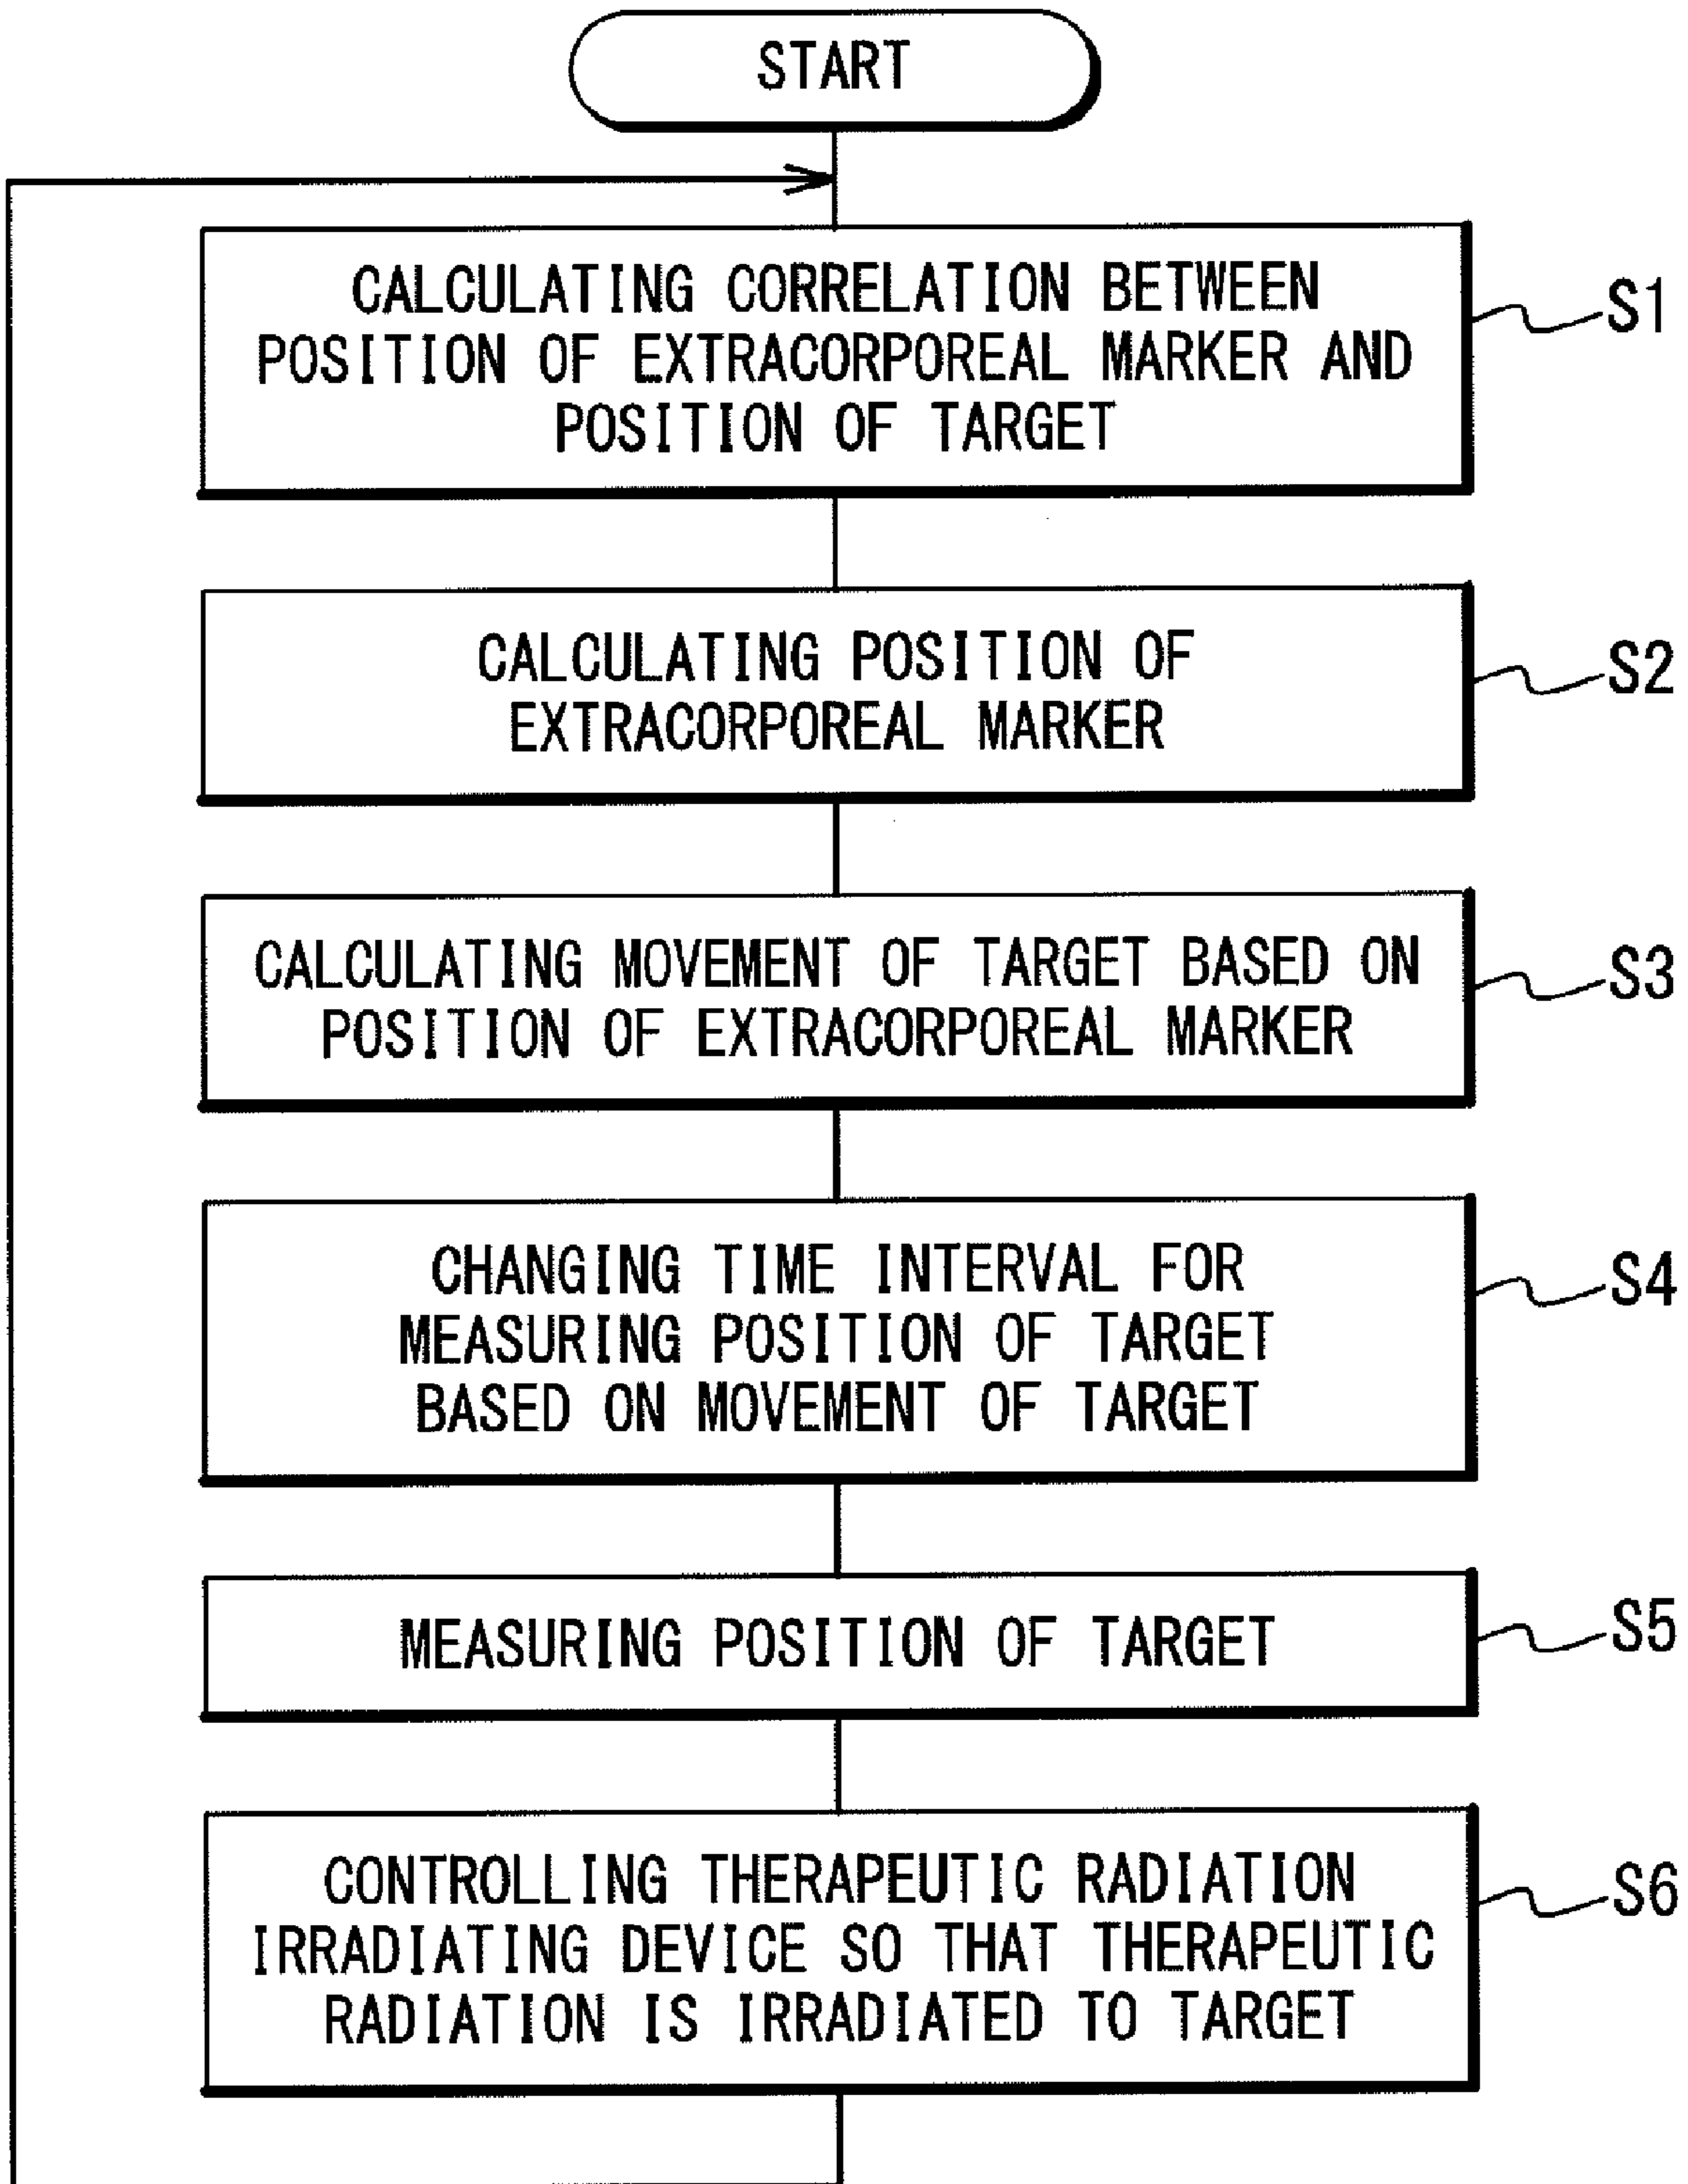 START
CALCULATING CORRELATION BETWEEN
POSITION OF EXTRACORPOREAL MARKER AND
POSITION OF TARGET
S1
CALCULATING POSITION OF
EXTRACORPOREAL MARKER
S2
CALCULATING MOVEMENT OF TARGET BASED ON
POSITION OF EXTRACORPOREAL MARKER
S3
CHANGING TIME INTERVAL FOR
MEASURING POSITION OF TARGET
BASED ON MOVEMENT OF TARGET
S4
MEASURING POSITION OF TARGET
S5
CONTROLLING THERAPEUTIC RADIATION
IRRADIATING DEVICE SO THAT THERAPEUTIC
RADIATION IS IRRADIATED TO TARGET
S6